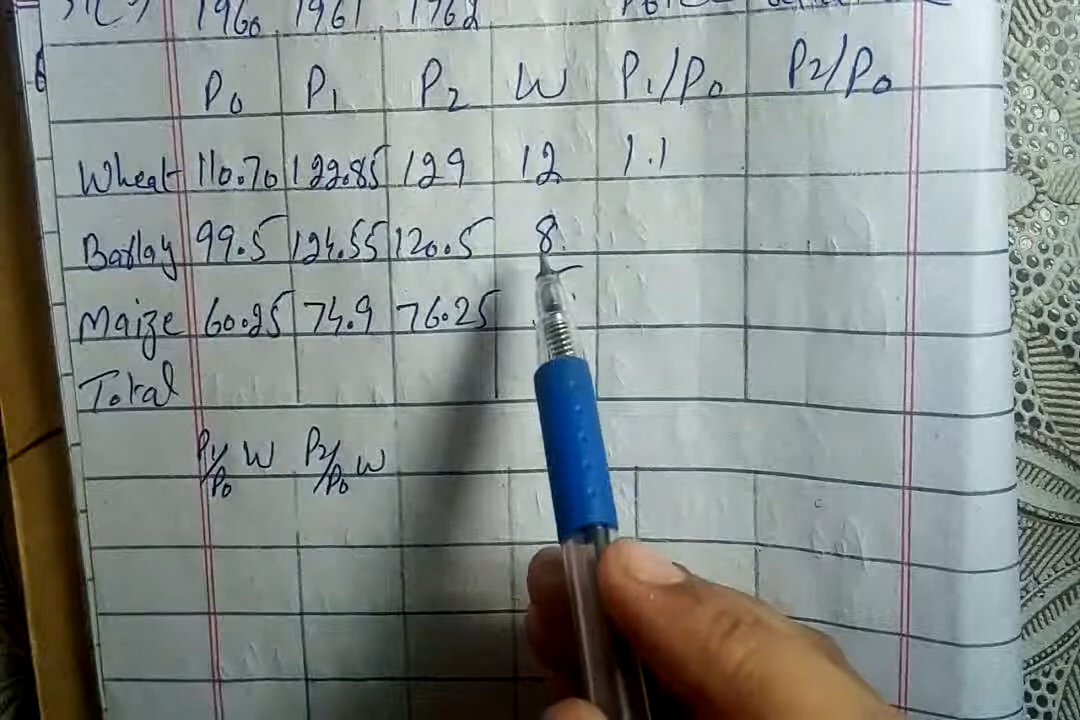 1960 1961 1962
P0 P1 P2 W P1/P0 P2/P0
Wheat 110.70 122.85 129 12 1.1
Barlay 99.5 124.55 120.5 8
Maize 60.25 74.9 76.25
Total
P1/P0 W P2/P0 W